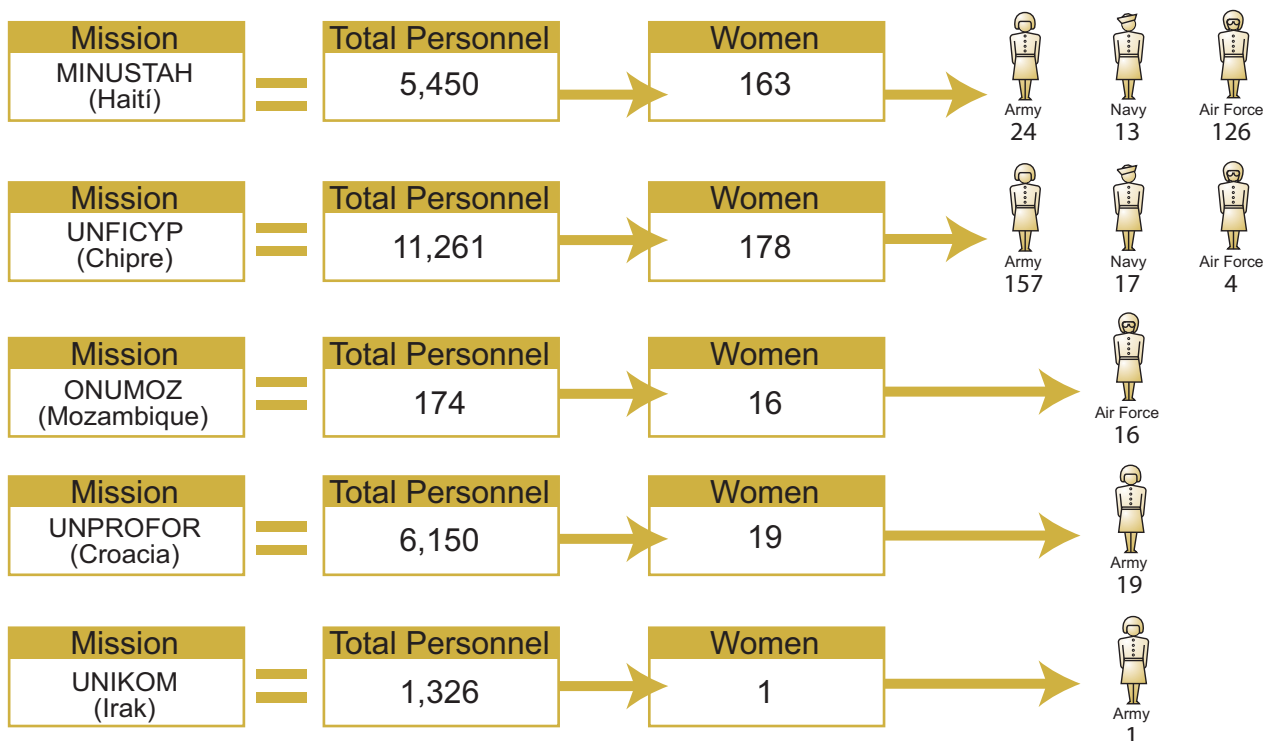 Mission
MINUSTAH
(Haití)
Total Personnel
5,450
Women
163
Army
24
Navy
13
Air Force
126
Mission
UNFICYP
(Chipre)
Total Personnel
11,261
Women
178
Army
157
Navy
17
Air Force
4
Mission
ONUMOZ
(Mozambique)
Total Personnel
174
Women
16
Air Force
16
Mission
UNPROFOR
(Croacia)
Total Personnel
6,150
Women
19
Army
19
Mission
UNIKOM
(Irak)
Total Personnel
1,326
Women
1
Army
1